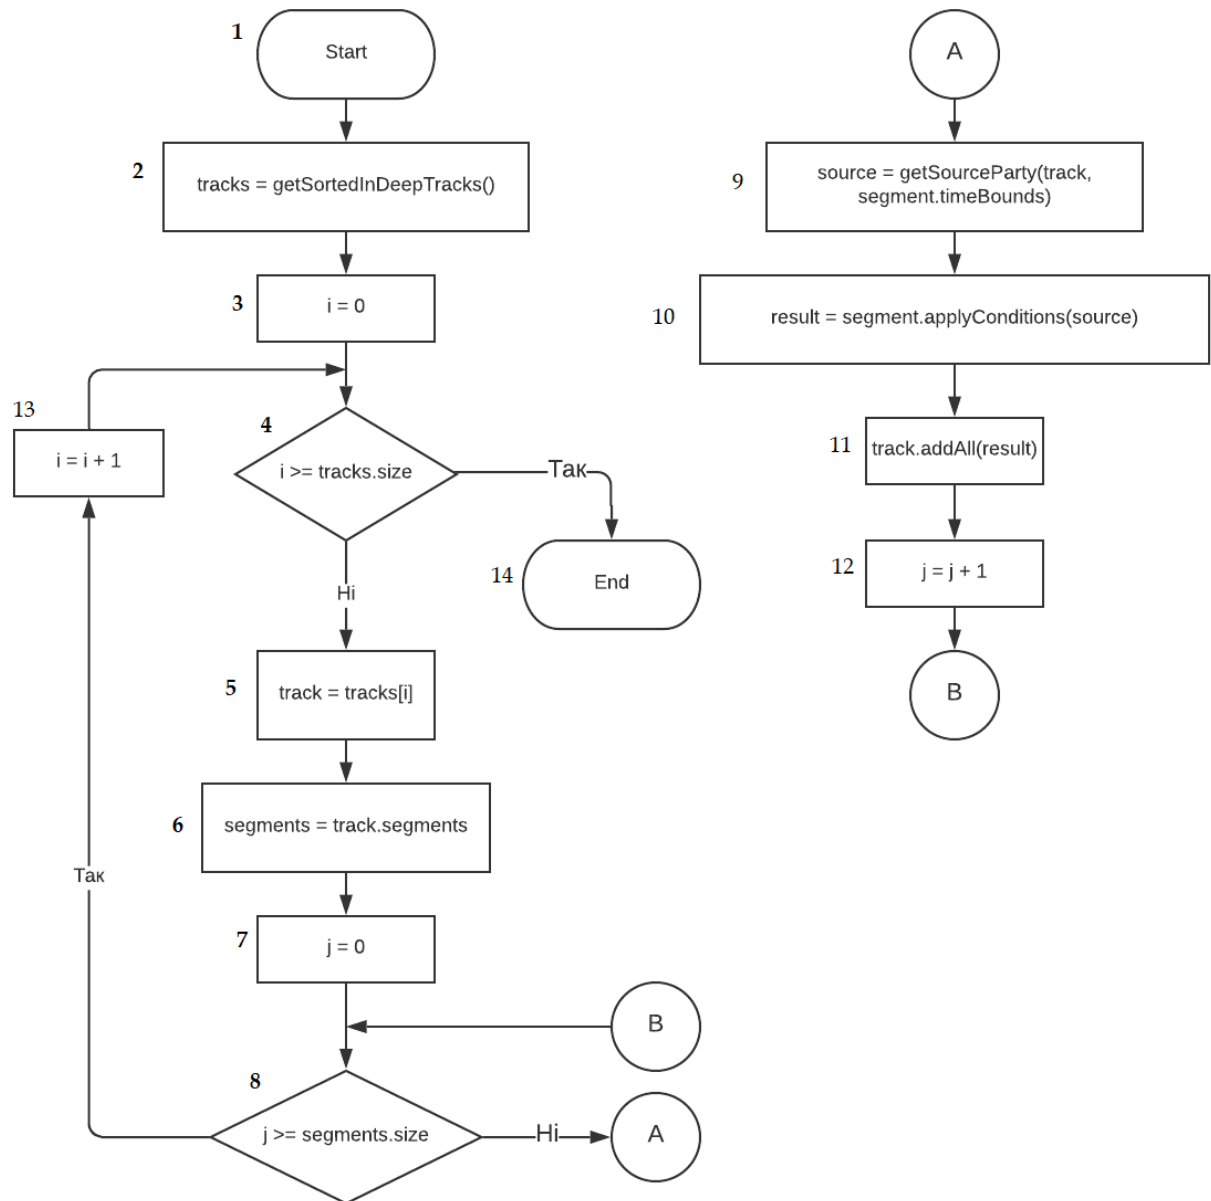 1
Start
2
tracks = getSortedInDeepTracks()
3
i = 0
13
i = i + 1
4
i >= tracks.size
Так
14
End
Ні
5
track = tracks[i]
6
segments = track.segments
Так
7
j = 0
B
8
j >= segments.size
Ні
A
A
9
source = getSourceParty(track,
segment.timeBounds)
10
result = segment.applyConditions(source)
11
track.addAll(result)
12
j = j + 1
B